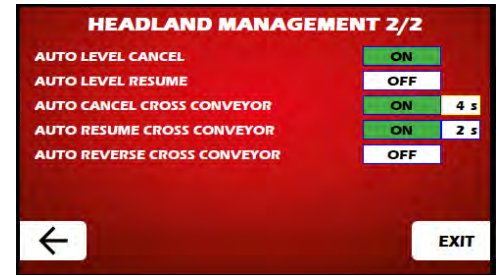 HEADLAND MANAGEMENT 2/2
AUTO LEVEL CANCEL ON
AUTO LEVEL RESUME OFF
AUTO CANCEL CROSS CONVEYOR ON 4 s
AUTO RESUME CROSS CONVEYOR ON 2 s
AUTO REVERSE CROSS CONVEYOR OFF
EXIT